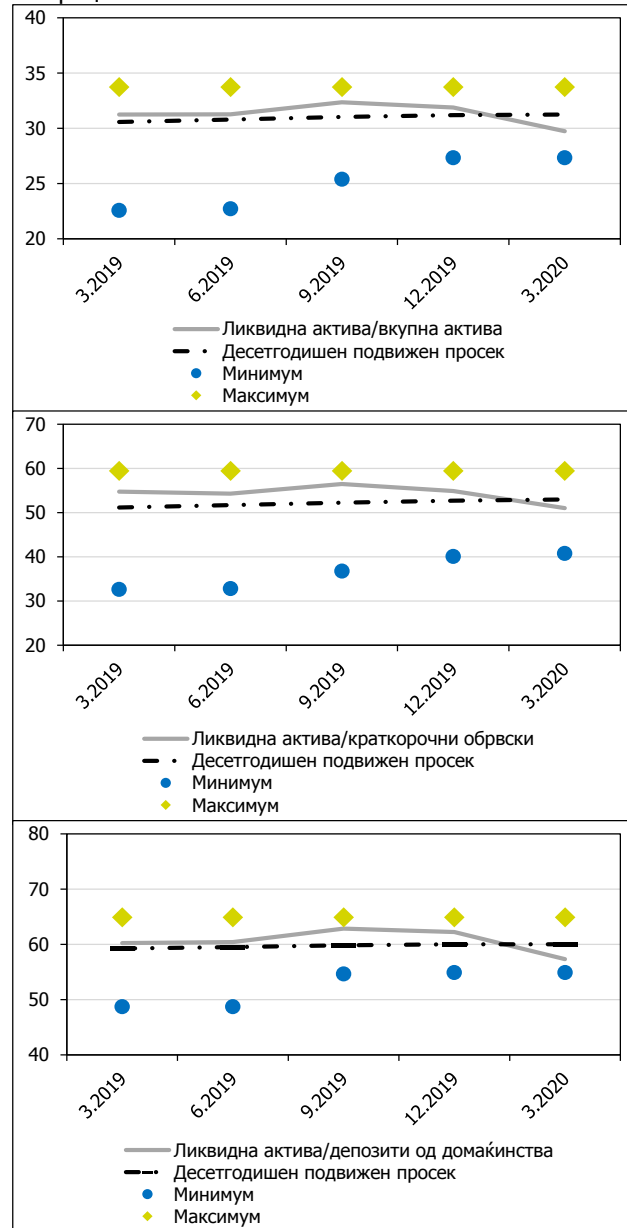 40
35
30
25
20
3.2019
6.2019
9.2019
12.2019
3.2020
Ликвидна актива/вкупна актива
Десетгодишен подвижен просек
Минимум
Максимум
70
60
50
40
30
20
3.2019
6.2019
9.2019
12.2019
3.2020
Ликвидна актива/краткорочни обрвски
Десетгодишен подвижен просек
Минимум
Максимум
80
70
60
50
40
3.2019
6.2019
9.2019
12.2019
3.2020
Ликвидна актива/депозити од домаќинства
Десетгодишен подвижен просек
Минимум
Максимум